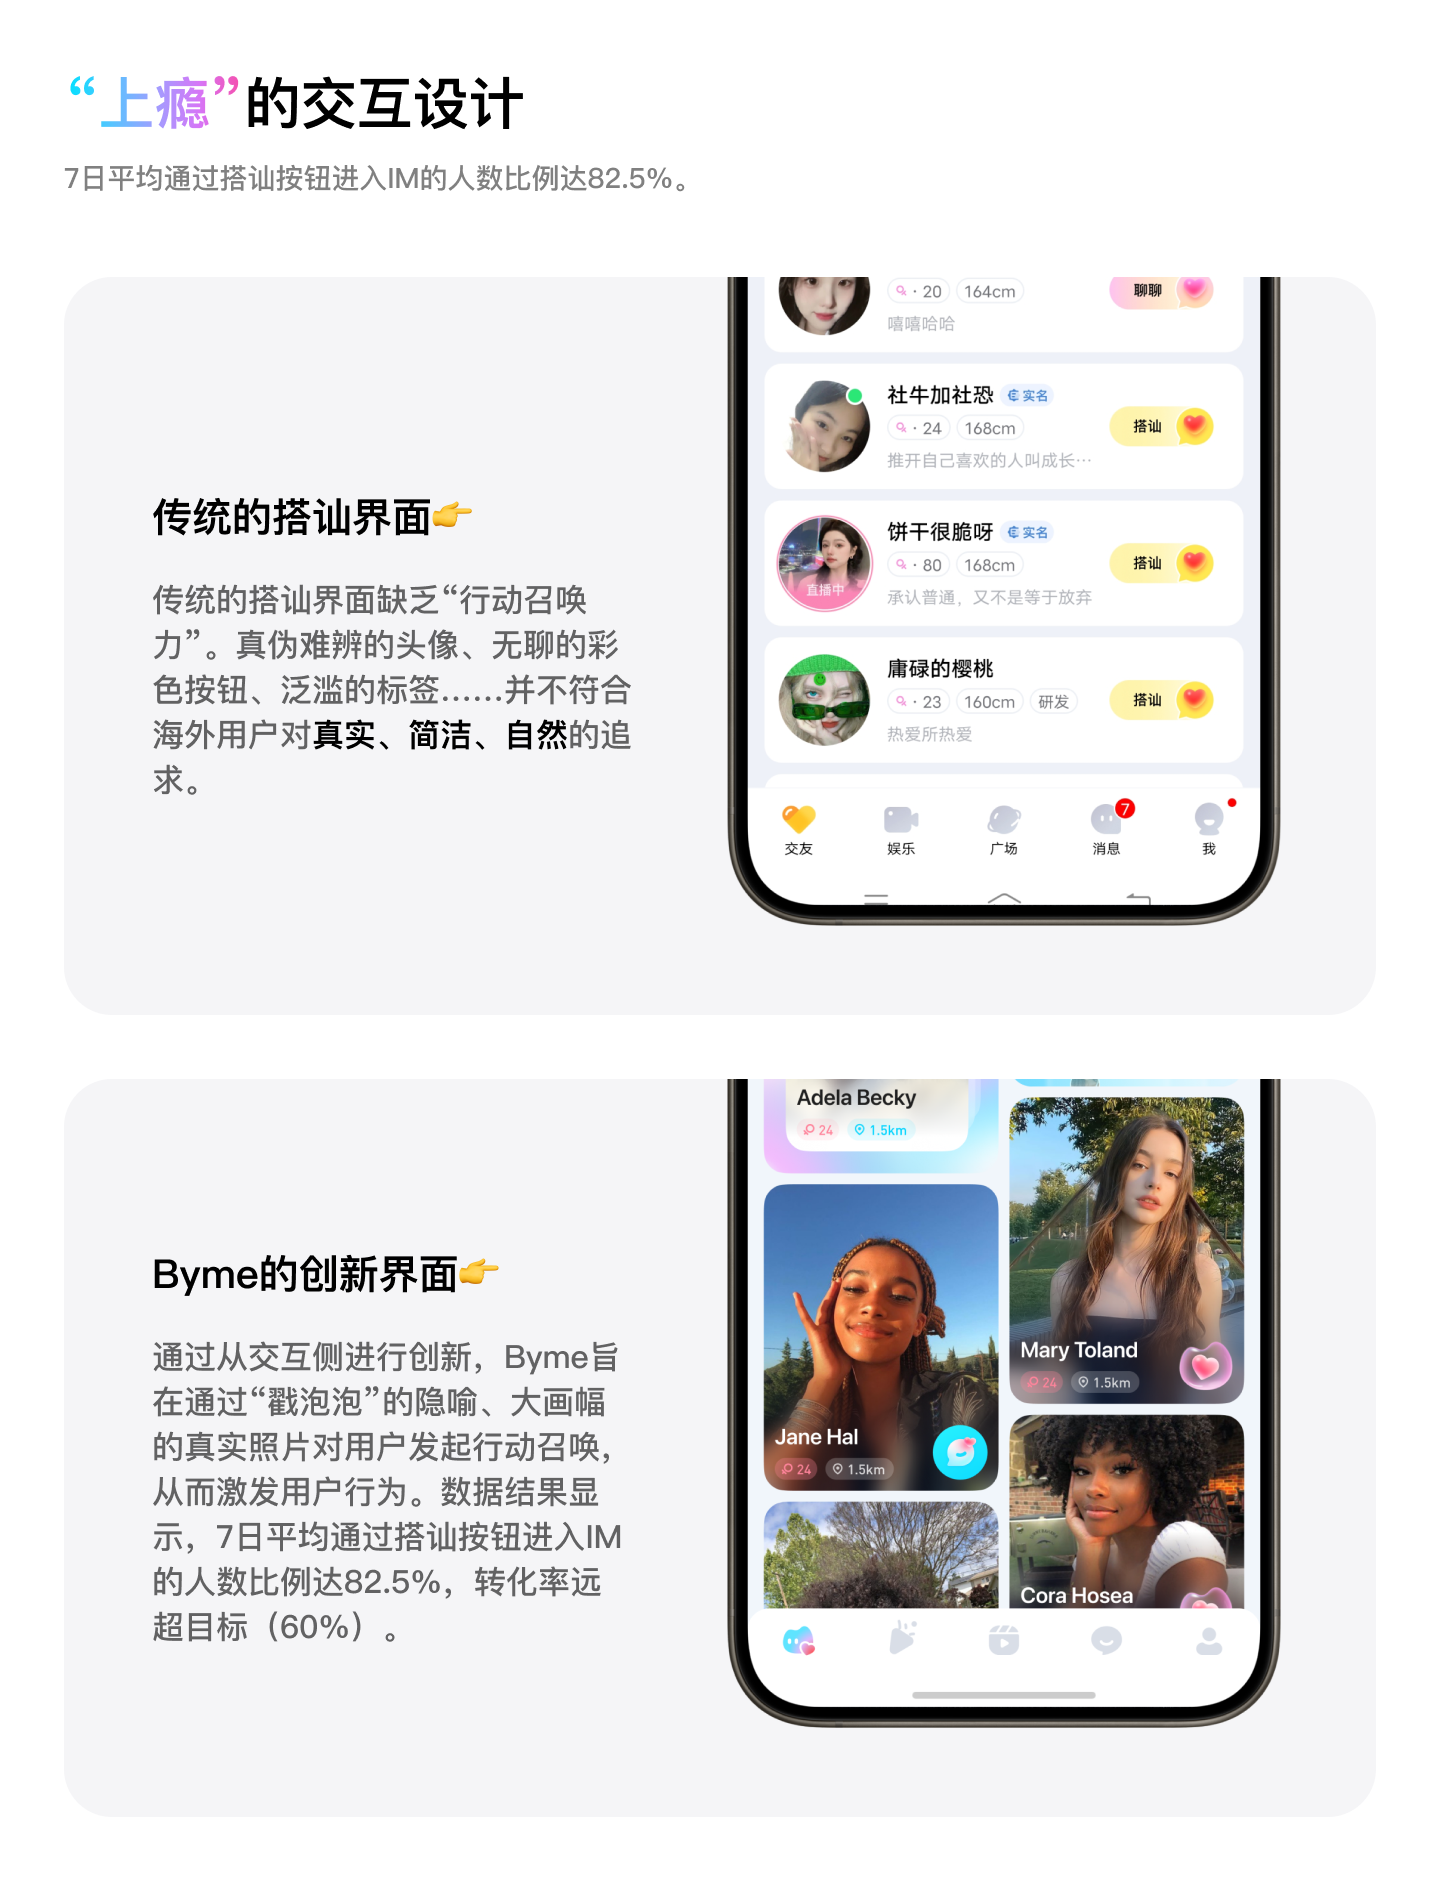 “上瘾”的交互设计
7日平均通过搭讪按钮进入IM的人数比例达82.5%。
传统的搭讪界面👉
传统的搭讪界面缺乏“行动召唤
力”。真伪难辨的头像、无聊的彩
色按钮、泛滥的标签……并不符合
海外用户对真实、简洁、自然的追
求。
20 164cm
聊聊
嘻嘻哈哈
社牛加社恐 实名
24 168cm
搭讪
推开自己喜欢的人叫成长…
饼干很脆呀 实名
80 168cm
搭讪
直播中
承认普通，又不是等于放弃
庸碌的樱桃
23 160cm 研发
搭讪
热爱所热爱
7
交友 娱乐 广场 消息 我
Byme的创新界面👉
通过从交互侧进行创新，Byme旨
在通过“戳泡泡”的隐喻、大画幅
的真实照片对用户发起行动召唤，
从而激发用户行为。数据结果显
示，7日平均通过搭讪按钮进入IM
的人数比例达82.5%，转化率远
超目标（60%）。
Adela Becky
24 1.5km
Mary Toland
24 1.5km
Jane Hal
24 1.5km
Cora Hosea